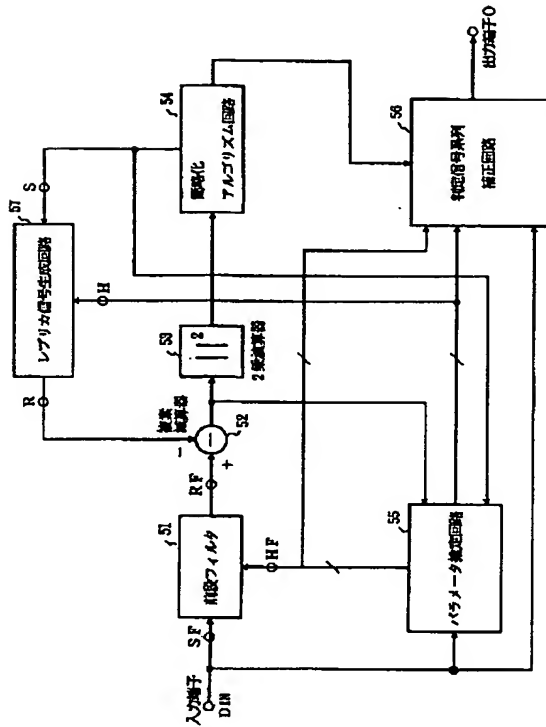 入力端子
DIN
SF
51
前段フィルタ
HF
RF
複素
減算器
−
+
−
52
53
| |²
2乗演算器
54
簡略化
アルゴリズム回路
55
パラメータ推定回路
56
判定信号系列
補正回路
出力端子O
57
レプリカ信号生成回路
R
S
H